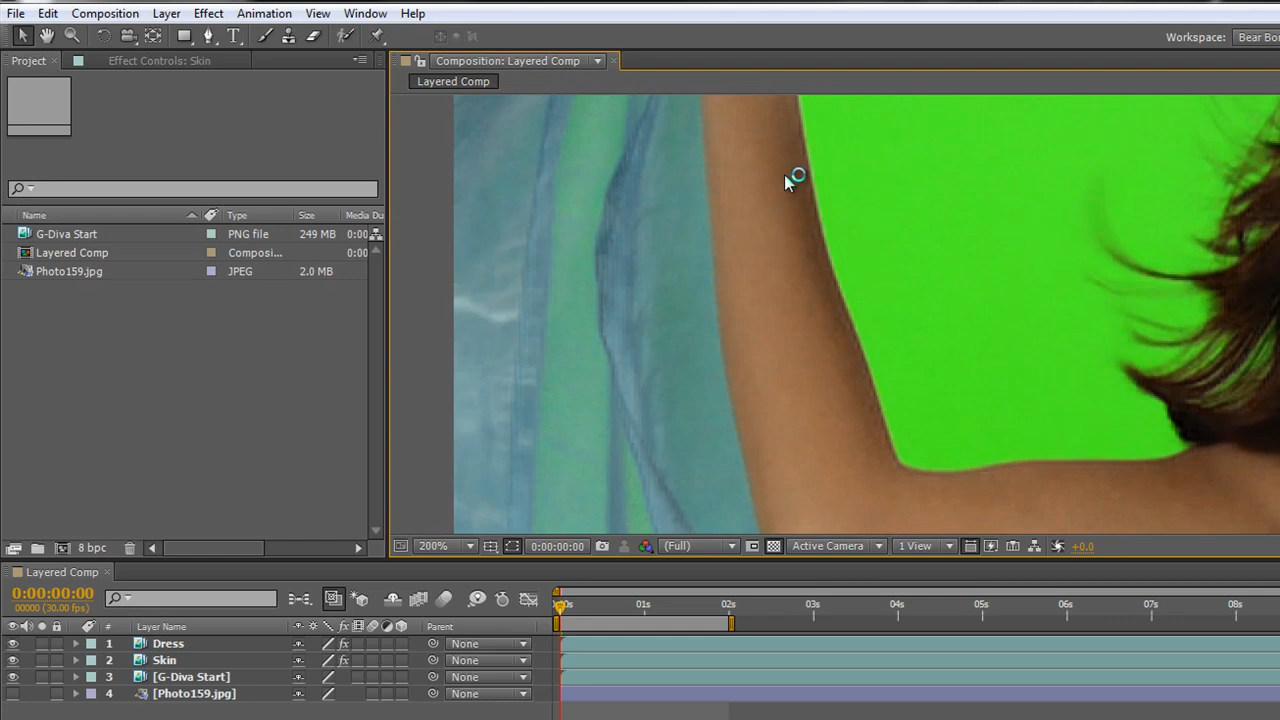 File Edit Composition Layer Effect Animation View Window Help
Workspace: Bear Bo
Project Effect Controls: Skin Composition: Layered Comp
Layered Comp
Name Type Size Media Du
G-Diva Start PNG file 249 MB 0:00
Layered Comp Composi... 0:00
Photo159.jpg JPEG 2.0 MB
8 bpc 200% 0:00:00:00 (Full) Active Camera 1 View +0.0
Layered Comp
0:00:00:00
00000 (30.00 fps)
0s 01s 02s 03s 04s 05s 06s 07s 08s
# Layer Name Parent
1 Dress fx None
2 Skin fx None
3 [G-Diva Start] None
4 [Photo159.jpg] None